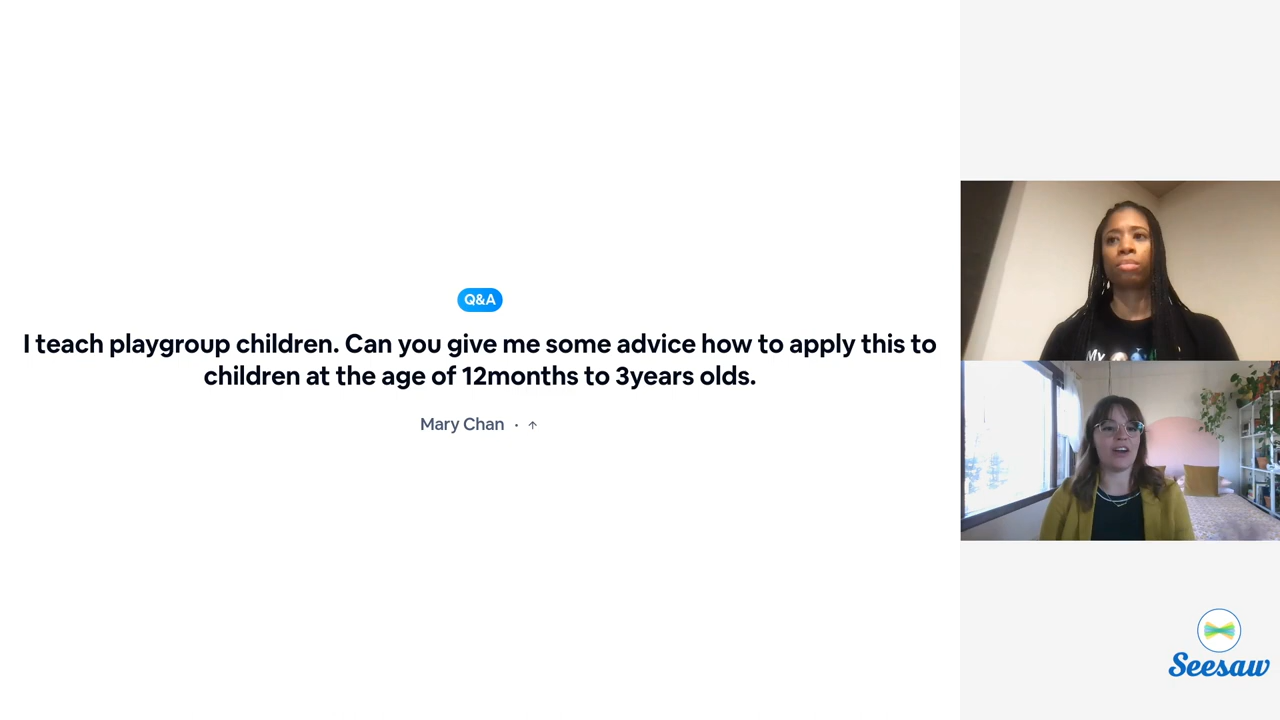 Q&A
I teach playgroup children. Can you give me some advice how to apply this to
children at the age of 12months to 3years olds.
Mary Chan · ↑
My
Seesaw